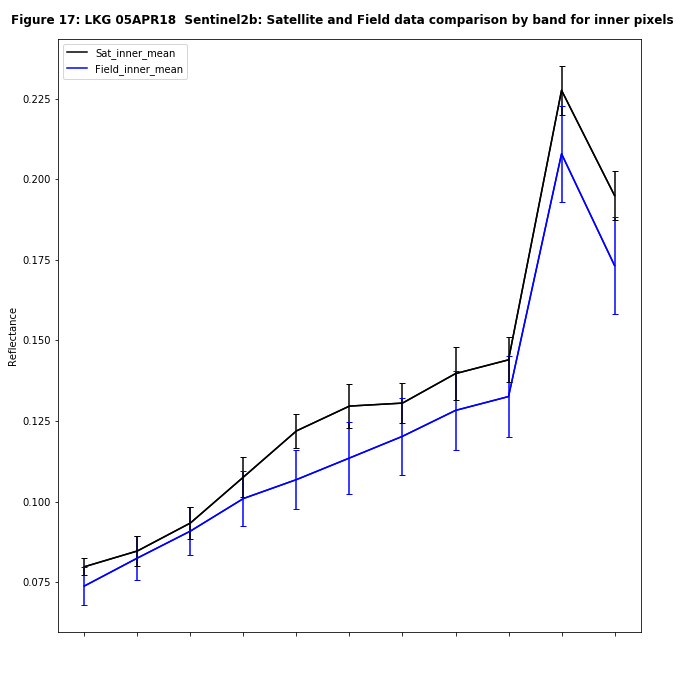 Figure 17: LKG 05APR18  Sentinel2b: Satellite and Field data comparison by band for inner pixels
Sat_inner_mean
Field_inner_mean
0.225
0.200
0.175
0.150
0.125
0.100
0.075
Reflectance